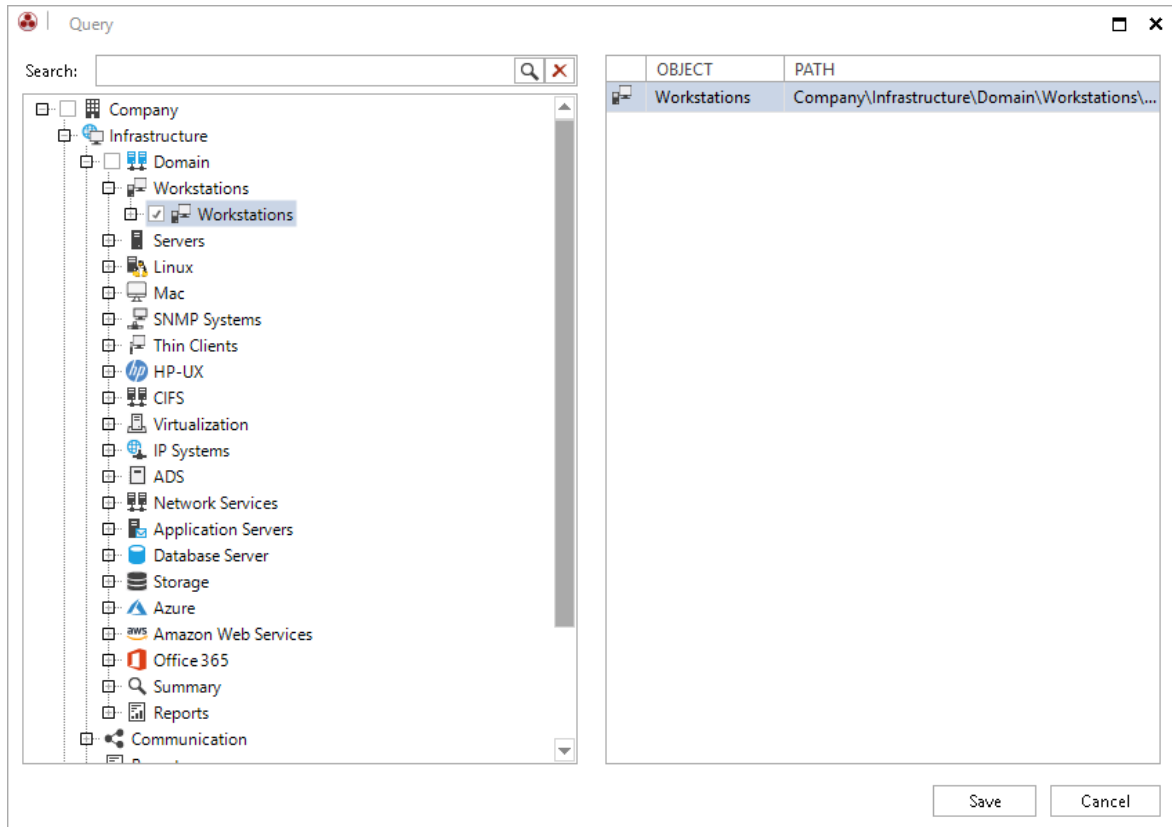 Query
Search:
OBJECT PATH
Workstations Company\Infrastructure\Domain\Workstations\...
Company
Infrastructure
Domain
Workstations
Workstations
Servers
Linux
Mac
SNMP Systems
Thin Clients
hp HP-UX
CIFS
Virtualization
IP Systems
ADS
Network Services
Application Servers
Database Server
Storage
Azure
aws Amazon Web Services
Office 365
Summary
Reports
Communication
Save Cancel